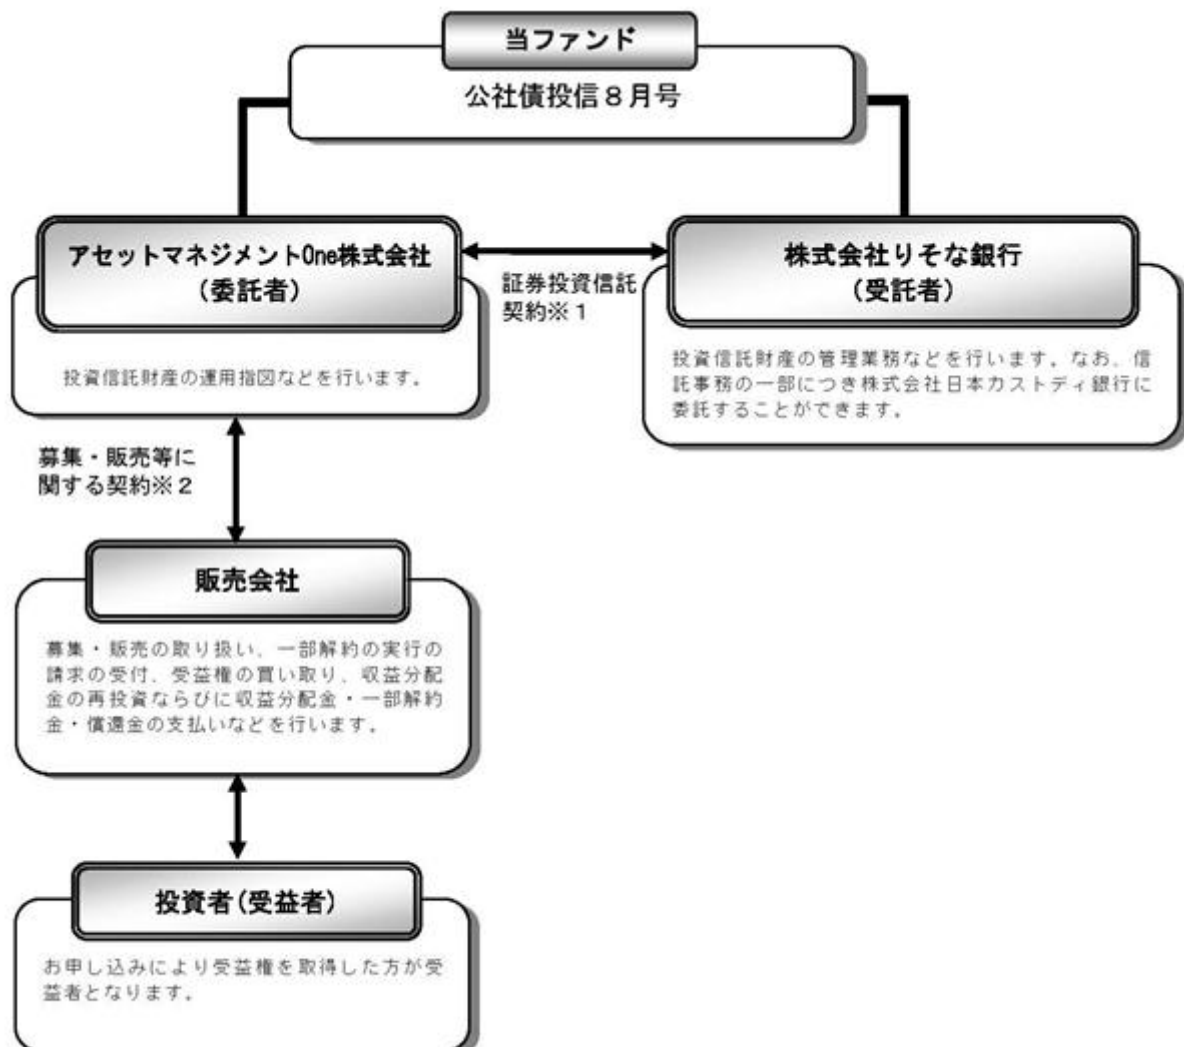 当ファンド
公社債投信８月号
アセットマネジメントOne株式会社
（委託者）
投資信託財産の運用指図などを行います。
証券投資信託
契約※１
株式会社りそな銀行
（受託者）
投資信託財産の管理業務などを行います。なお、信
託事務の一部につき株式会社日本カストディ銀行に
委託することができます。
募集・販売等に
関する契約※２
販売会社
募集・販売の取り扱い、一部解約の実行の
請求の受付、受益権の買い取り、収益分配
金の再投資ならびに収益分配金・一部解約
金・償還金の支払いなどを行います。
投資者（受益者）
お申し込みにより受益権を取得した方が受
益者となります。